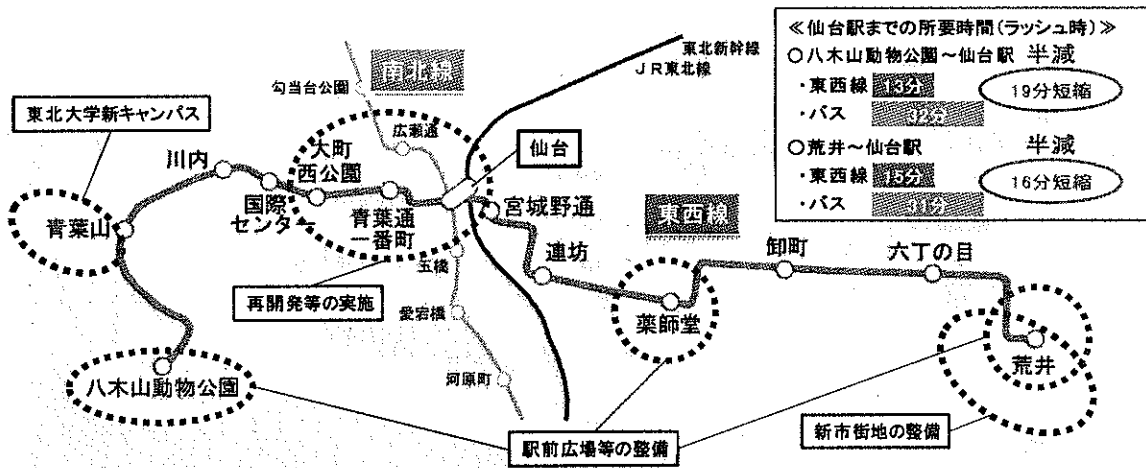 ≪仙台駅までの所要時間(ラッシュ時)≫
○八木山動物公園～仙台駅 半減
・東西線 13分
19分短縮
・バス 32分
○荒井～仙台駅 半減
・東西線 15分
16分短縮
・バス 31分
東北新幹線
JR東北線
南北線
勾当台公園
広瀬通
仙台
東北大学新キャンパス
川内
大町
西公園
国際
センター
青葉通
一番町
宮城野通
東西線
青葉山
連坊
卸町
六丁の目
五橋
再開発等の実施
愛宕橋
薬師堂
荒井
河原町
八木山動物公園
駅前広場等の整備
新市街地の整備